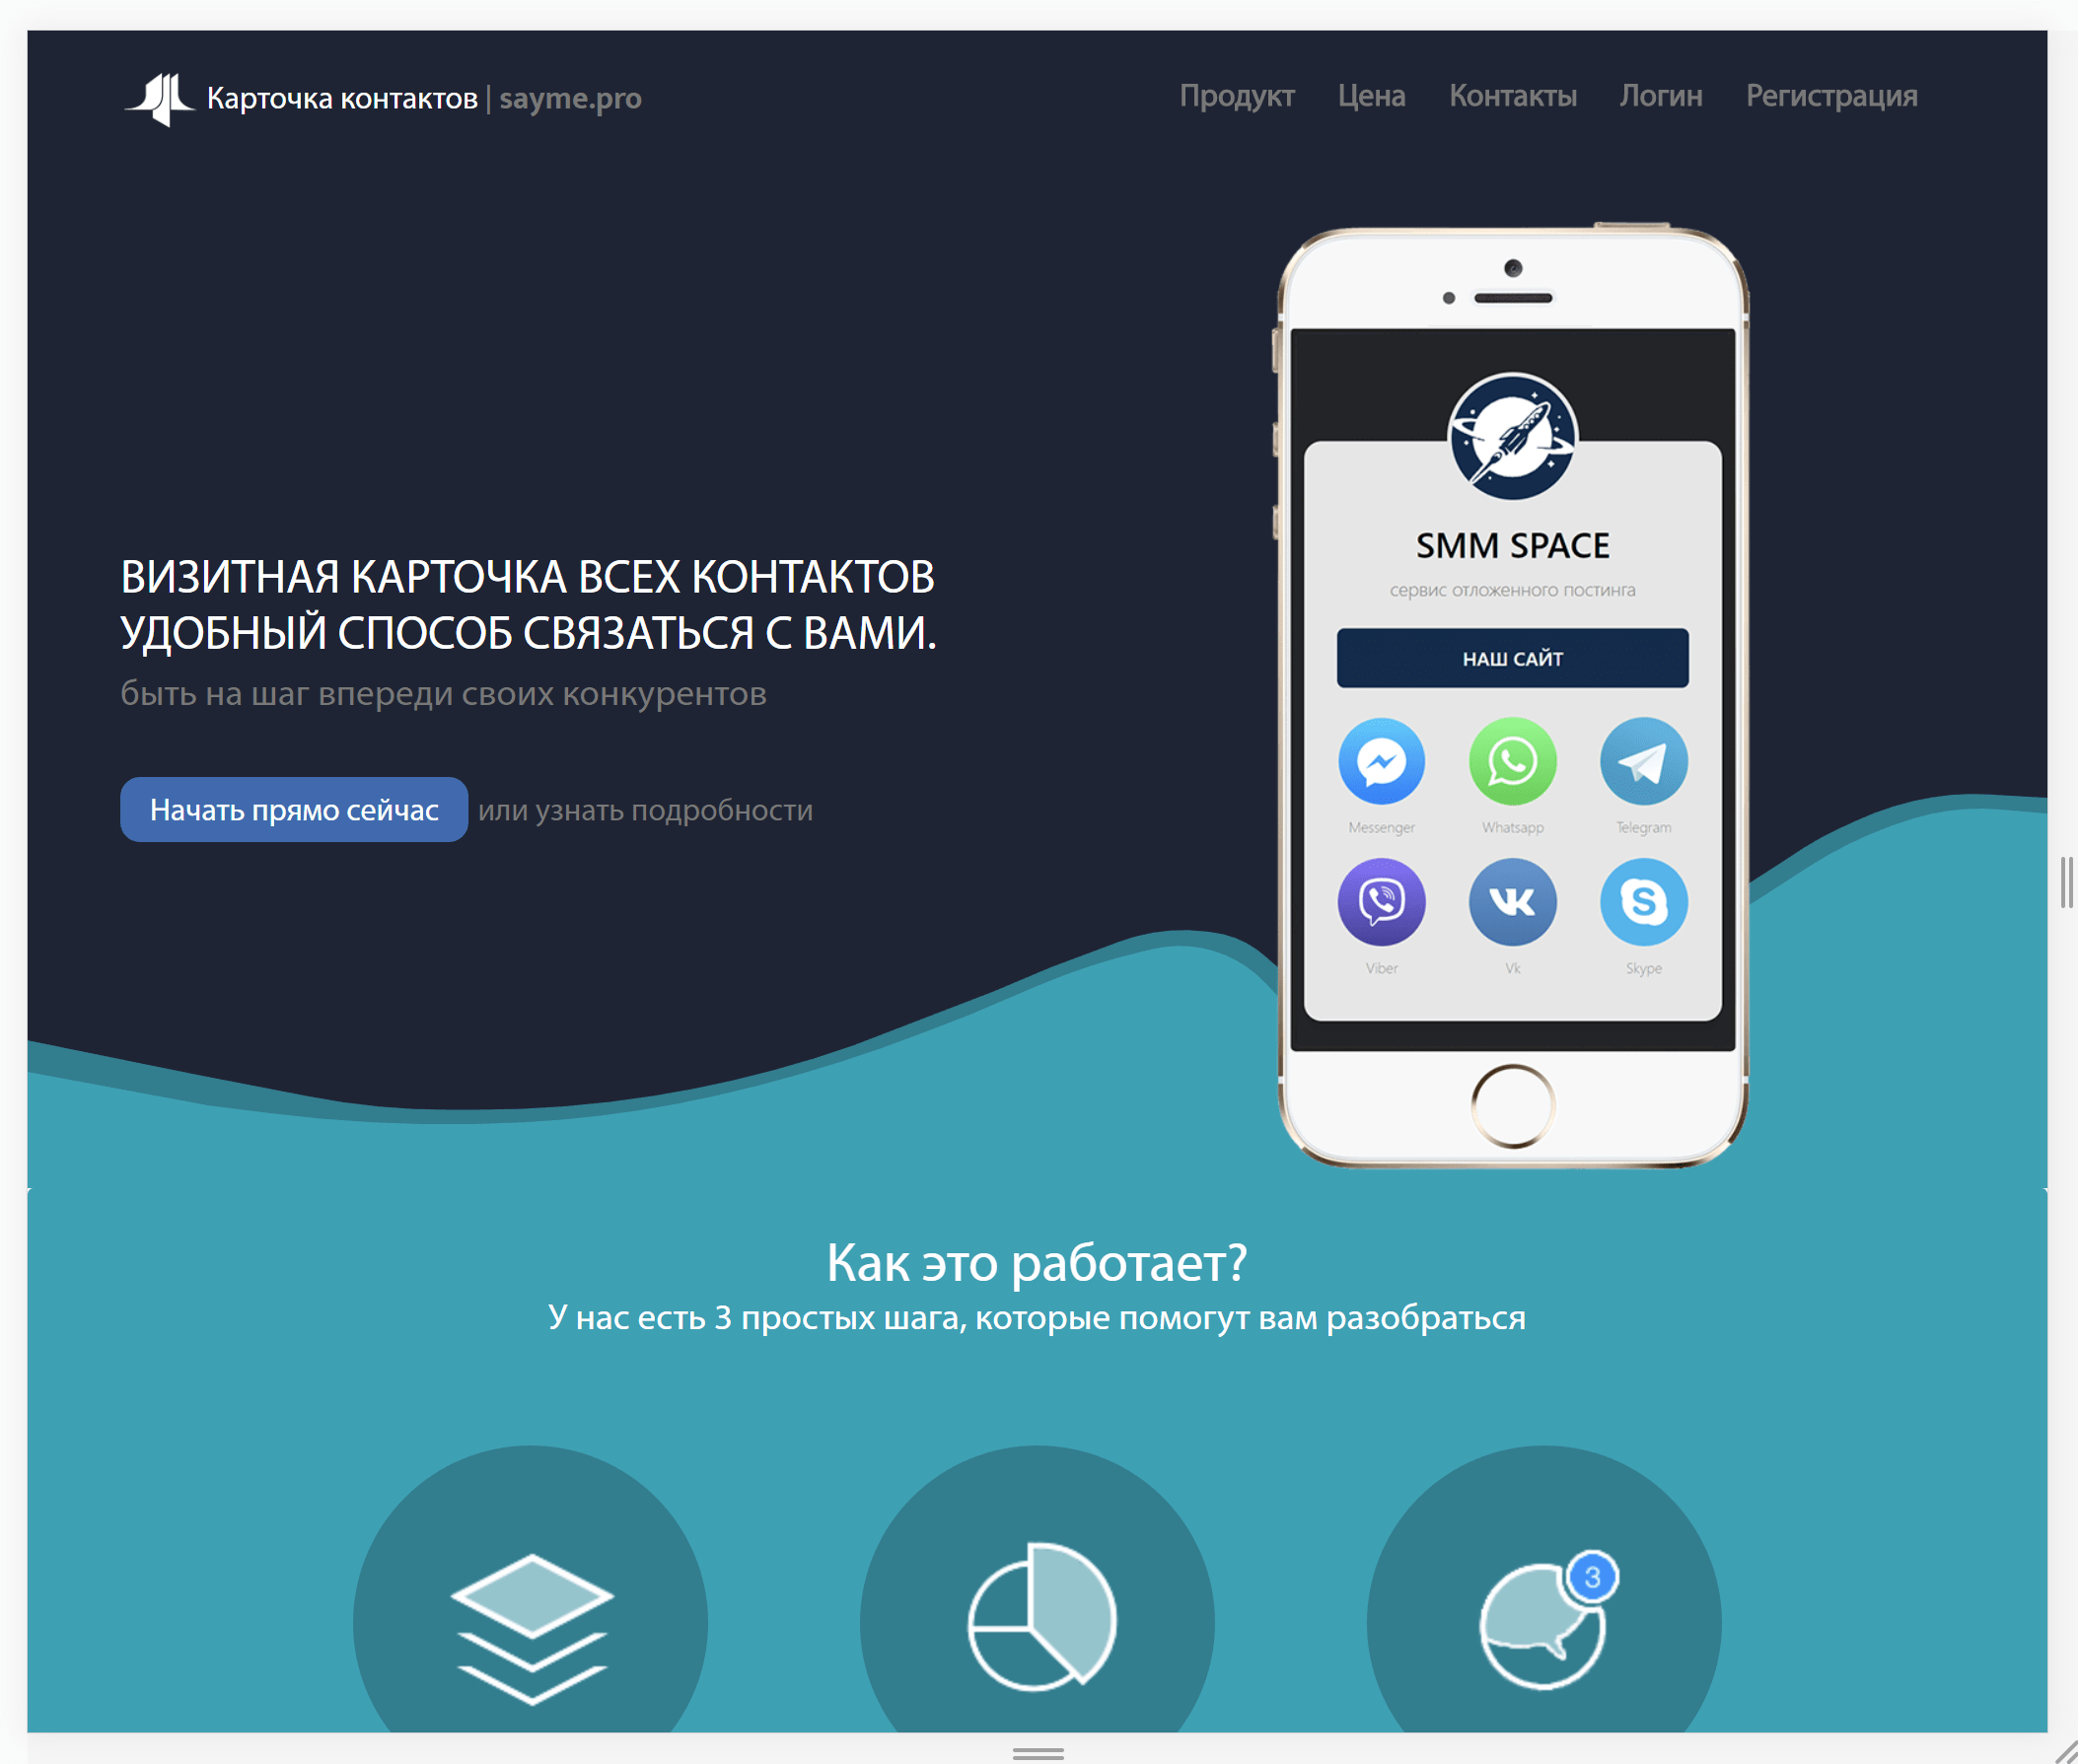 Карточка контактов | sayme.pro
Продукт Цена Контакты Логин Регистрация
ВИЗИТНАЯ КАРТОЧКА ВСЕХ КОНТАКТОВ
УДОБНЫЙ СПОСОБ СВЯЗАТЬСЯ С ВАМИ.
быть на шаг впереди своих конкурентов
Начать прямо сейчас или узнать подробности
SMM SPACE
сервис отложенного постинга
НАШ САЙТ
Messenger Whatsapp Telegram
Viber Vk Skype
Как это работает?
У нас есть 3 простых шага, которые помогут вам разобраться
3